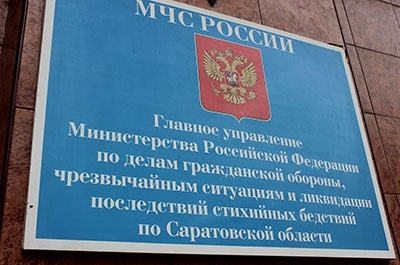 МЧС РОССИИ
Главное управление
Министерства Российской Федерации
по делам гражданской обороны,
чрезвычайным ситуациям и ликвидации
последствий стихийных бедствий
по Саратовской области